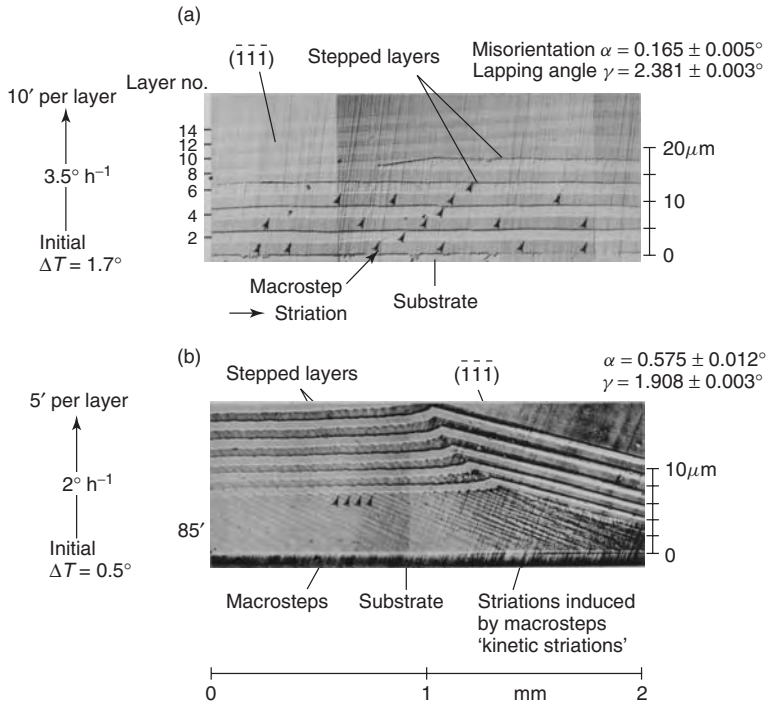 (a)
(1̅1̅1̅)
Stepped layers
Misorientation α = 0.165 ± 0.005°
Lapping angle γ = 2.381 ± 0.003°
Layer no.
10′ per layer
3.5° h⁻¹
Initial
ΔT = 1.7°
14
12
10
8
6
4
2
20μm
10
0
Macrostep
Striation
Substrate
(b)
Stepped layers
(1̅1̅1̅)
α = 0.575 ± 0.012°
γ = 1.908 ± 0.003°
5′ per layer
2° h⁻¹
Initial
ΔT = 0.5°
85′
10μm
0
Macrosteps
Substrate
Striations induced
by macrosteps
‘kinetic striations’
0 1 mm 2